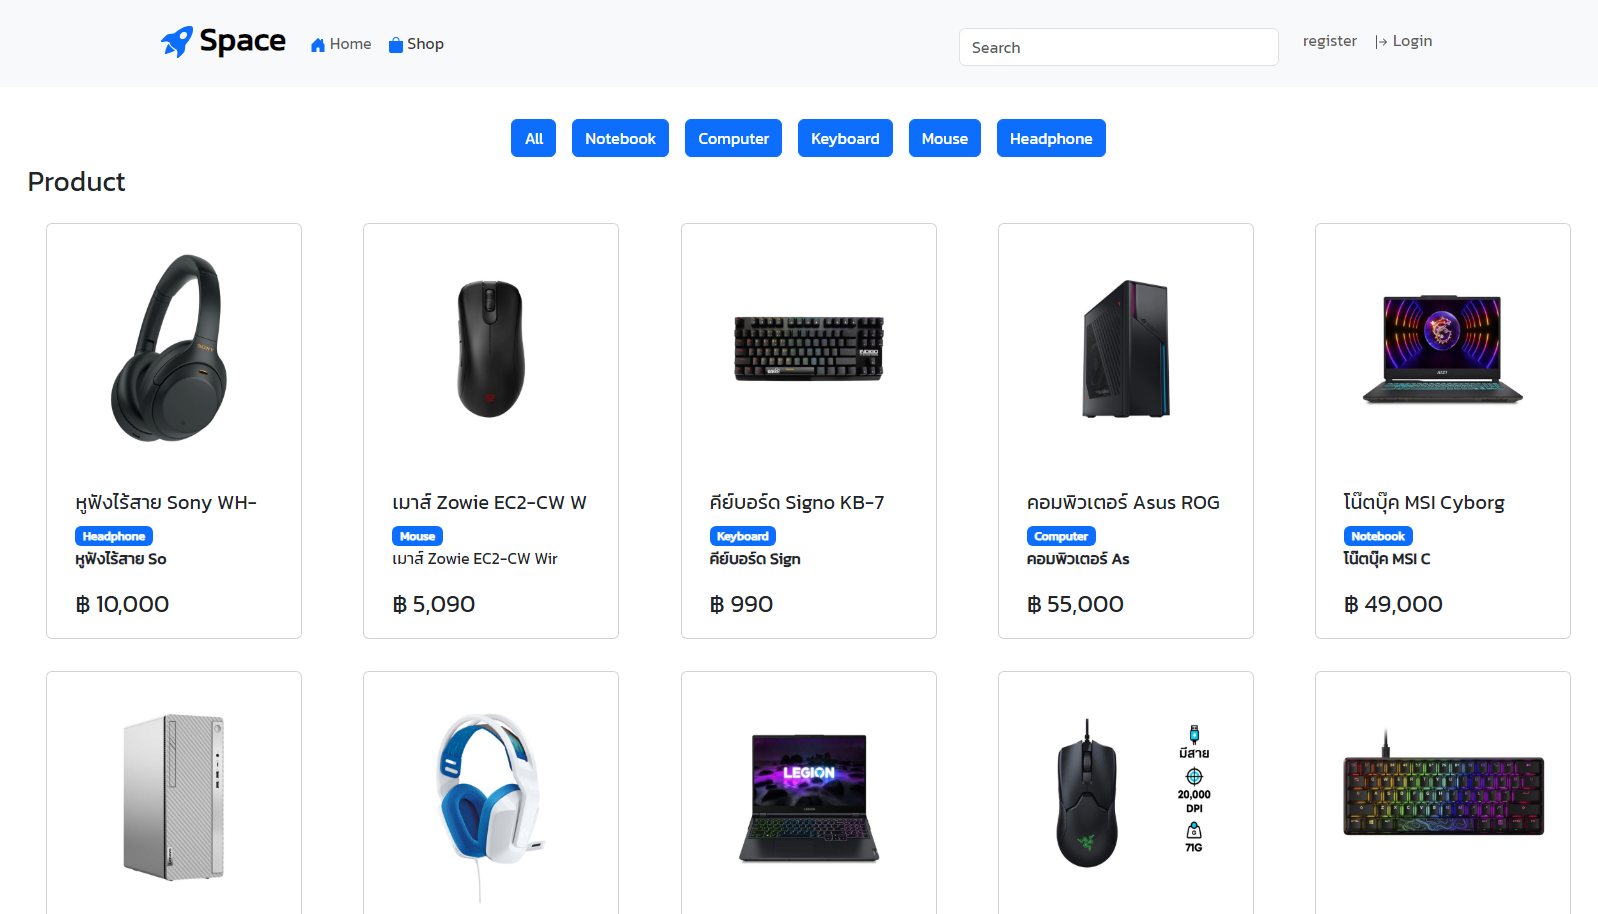 Space
Home
Shop
Search
register
Login
All
Notebook
Computer
Keyboard
Mouse
Headphone
Product
SONY
หูฟังไร้สาย Sony WH-
Headphone
หูฟังไร้สาย So
฿ 10,000
เมาส์ Zowie EC2-CW W
Mouse
เมาส์ Zowie EC2-CW Wir
฿ 5,090
คีย์บอร์ด Signo KB-7
Keyboard
คีย์บอร์ด Sign
฿ 990
คอมพิวเตอร์ Asus ROG
Computer
คอมพิวเตอร์ As
฿ 55,000
โน๊ตบุ๊ค MSI Cyborg
Notebook
โน๊ตบุ๊ค MSI C
฿ 49,000
LEGION
มีสาย
20,000
DPI
G
71G